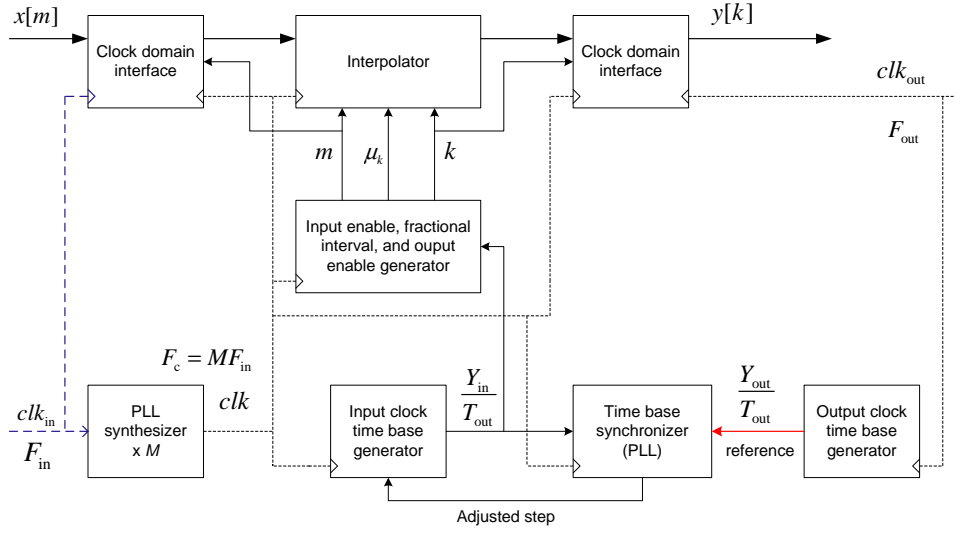 x[m]
y[k]
Clock domain
interface
Interpolator
Clock domain
interface
clk_out
F_out
m
μ_k
k
Input enable, fractional
interval, and ouput
enable generator
F_c = MF_in
clk_in
F_in
PLL
synthesizer
x M
clk
Input clock
time base
generator
Y_in
T_out
Time base
synchronizer
(PLL)
Y_out
T_out
reference
Output clock
time base
generator
Adjusted step